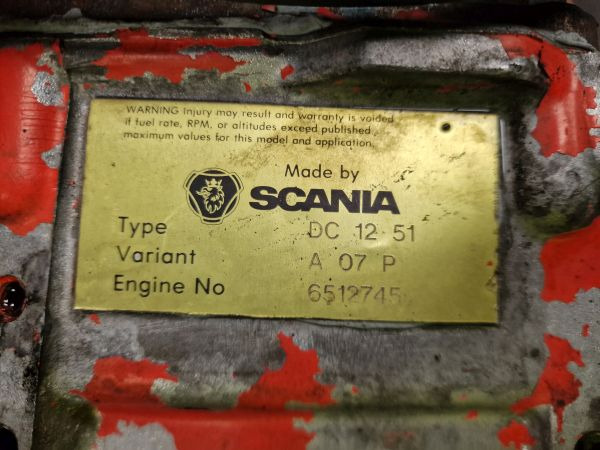 WARNING Injury may result and warranty is voided
if fuel rate, RPM, or altitudes exceed published
maximum values for this model and application.
Made by
SCANIA
Type DC 12 51
Variant A 07 P
Engine No 6512745